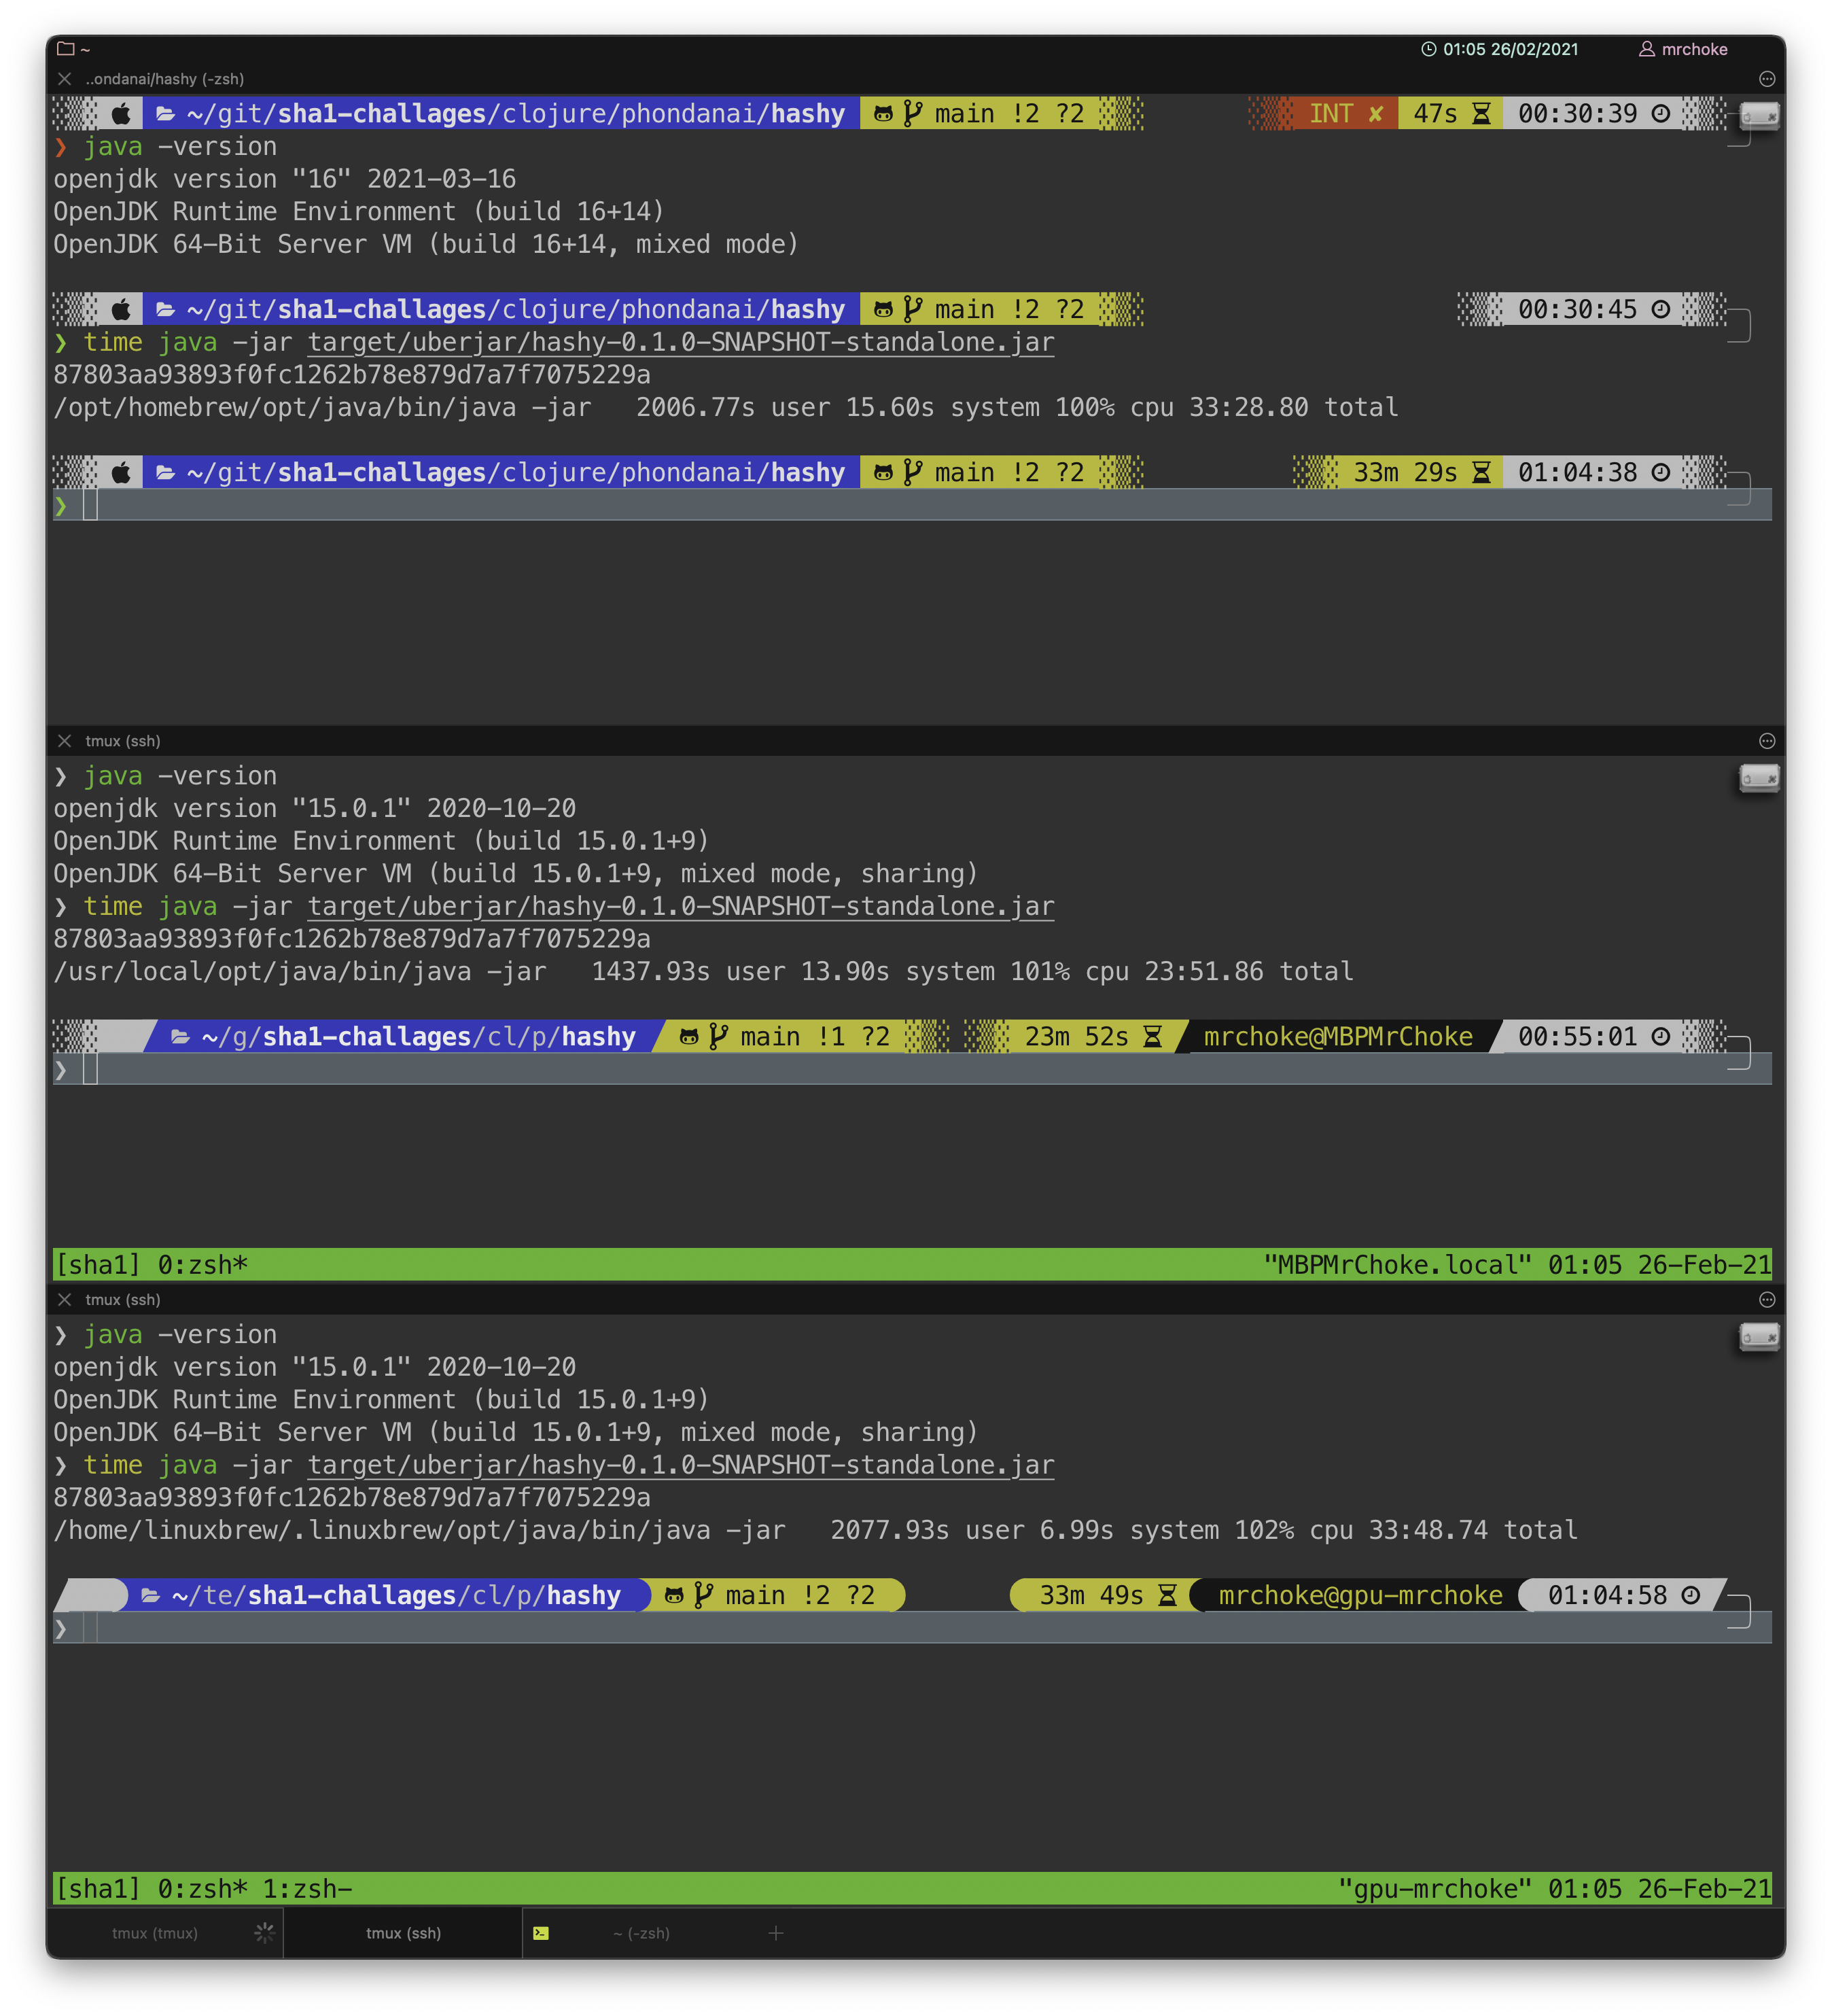 ~ 01:05 26/02/2021 mrchoke
..ondanai/hashy (-zsh)
~/git/sha1-challages/clojure/phondanai/hashy main !2 ?2 INT ✘ 47s 00:30:39
❯ java -version
openjdk version "16" 2021-03-16
OpenJDK Runtime Environment (build 16+14)
OpenJDK 64-Bit Server VM (build 16+14, mixed mode)
~/git/sha1-challages/clojure/phondanai/hashy main !2 ?2 00:30:45
❯ time java -jar target/uberjar/hashy-0.1.0-SNAPSHOT-standalone.jar
87803aa93893f0fc1262b78e879d7a7f7075229a
/opt/homebrew/opt/java/bin/java -jar   2006.77s user 15.60s system 100% cpu 33:28.80 total
~/git/sha1-challages/clojure/phondanai/hashy main !2 ?2 33m 29s 01:04:38
❯
tmux (ssh)
❯ java -version
openjdk version "15.0.1" 2020-10-20
OpenJDK Runtime Environment (build 15.0.1+9)
OpenJDK 64-Bit Server VM (build 15.0.1+9, mixed mode, sharing)
❯ time java -jar target/uberjar/hashy-0.1.0-SNAPSHOT-standalone.jar
87803aa93893f0fc1262b78e879d7a7f7075229a
/usr/local/opt/java/bin/java -jar   1437.93s user 13.90s system 101% cpu 23:51.86 total
~/g/sha1-challages/cl/p/hashy main !1 ?2 23m 52s mrchoke@MBPMrChoke 00:55:01
❯
[sha1] 0:zsh* "MBPMrChoke.local" 01:05 26-Feb-21
tmux (ssh)
❯ java -version
openjdk version "15.0.1" 2020-10-20
OpenJDK Runtime Environment (build 15.0.1+9)
OpenJDK 64-Bit Server VM (build 15.0.1+9, mixed mode, sharing)
❯ time java -jar target/uberjar/hashy-0.1.0-SNAPSHOT-standalone.jar
87803aa93893f0fc1262b78e879d7a7f7075229a
/home/linuxbrew/.linuxbrew/opt/java/bin/java -jar   2077.93s user 6.99s system 102% cpu 33:48.74 total
~/te/sha1-challages/cl/p/hashy main !2 ?2 33m 49s mrchoke@gpu-mrchoke 01:04:58
❯
[sha1] 0:zsh* 1:zsh- "gpu-mrchoke" 01:05 26-Feb-21
tmux (tmux) tmux (ssh) ~ (-zsh) +